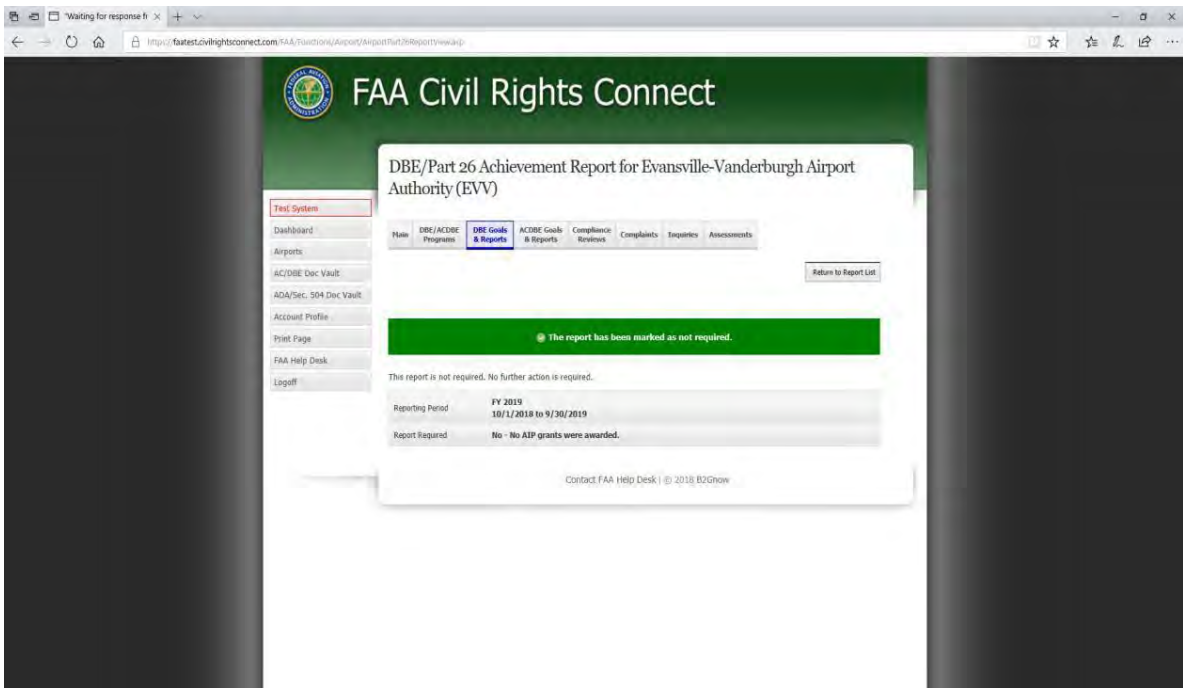 "Waiting for response fr
https://faatest.civilrightsconnect.com/FAA/Functions/Airport/AirportPart26ReportView.asp
FEDERAL AVIATION ADMINISTRATION
FAA Civil Rights Connect
DBE/Part 26 Achievement Report for Evansville-Vanderburgh Airport
Authority (EVV)
Test System
Dashboard
Airports
AC/DBE Doc Vault
ADA/Sec. 504 Doc Vault
Account Profile
Print Page
FAA Help Desk
Logoff
Main
DBE/ACDBE
Programs
DBE Goals
& Reports
ACDBE Goals
& Reports
Compliance
Reviews
Complaints
Inquiries
Assessments
Return to Report List
The report has been marked as not required.
This report is not required. No further action is required.
Reporting Period
FY 2019
10/1/2018 to 9/30/2019
Report Required
No - No AIP grants were awarded.
Contact FAA Help Desk | © 2018 B2Gnow